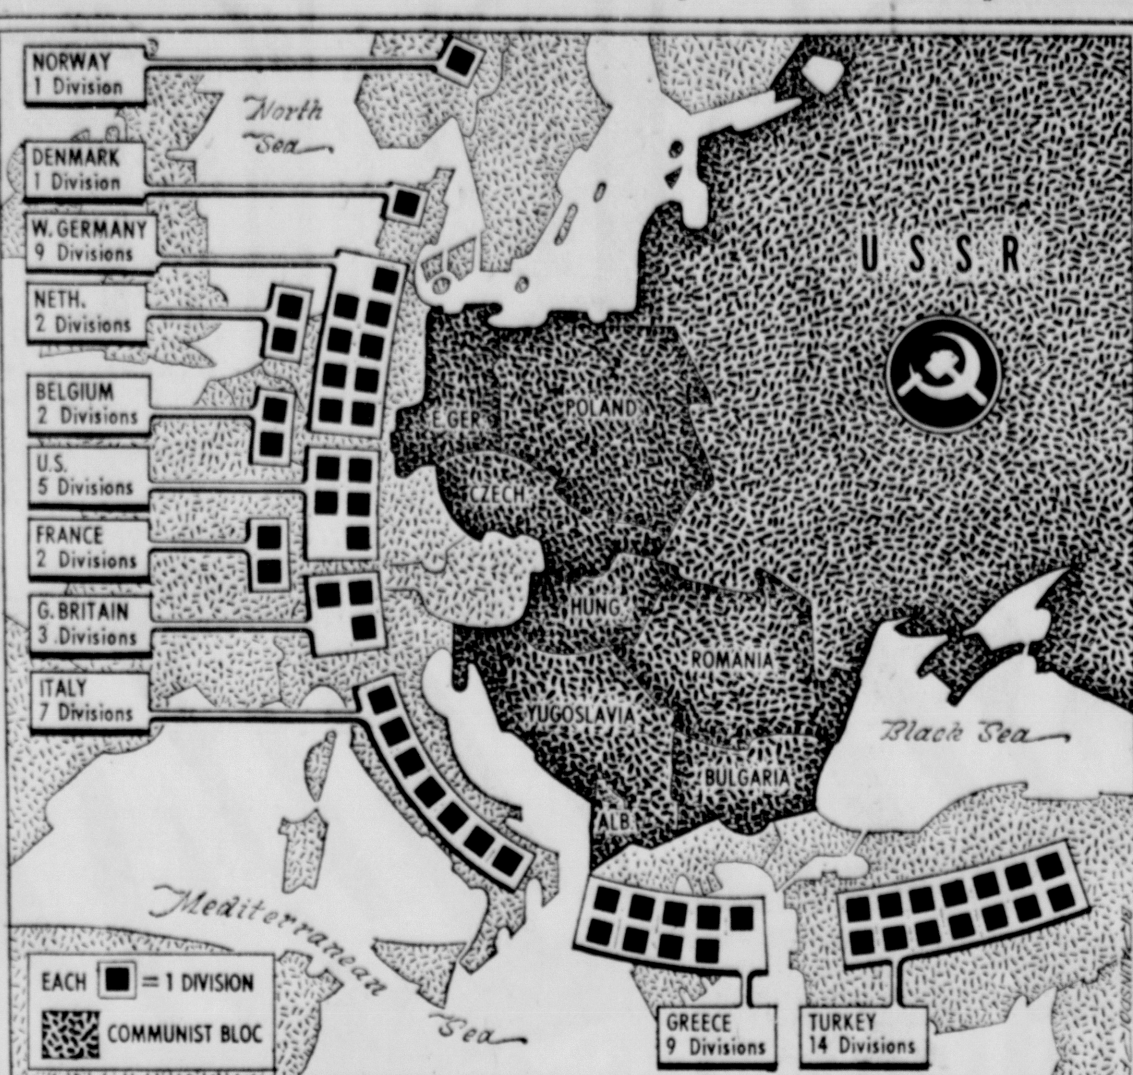 NORWAY
1 Division
North
Sea
DENMARK
1 Division
W. GERMANY
9 Divisions
NETH.
2 Divisions
BELGIUM
2 Divisions
U.S.
5 Divisions
FRANCE
2 Divisions
G. BRITAIN
3 Divisions
ITALY
7 Divisions
USSR
POLAND
E. GER.
CZECH.
HUNG.
ROMANIA
YUGOSLAVIA
BULGARIA
ALB.
Black Sea
Mediterranean
Sea
EACH = 1 DIVISION
COMMUNIST BLOC
GREECE
9 Divisions
TURKEY
14 Divisions